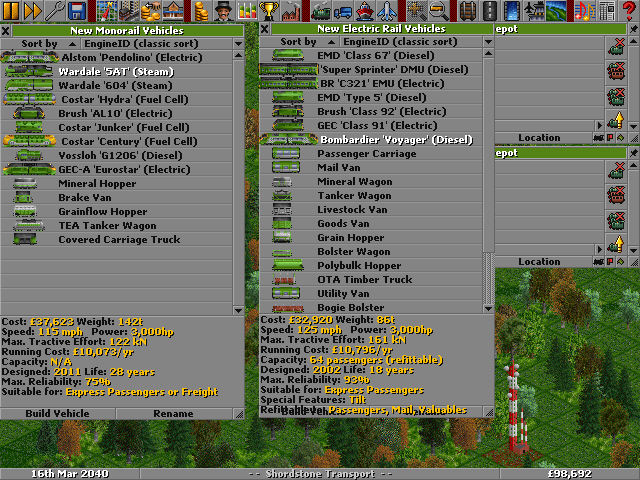 New Monorail Vehicles
Sort by
EngineID (classic sort)
Alstom 'Pendolino' (Electric)
Wardale '5AT' (Steam)
Wardale '604' (Steam)
Costar 'Hydra' (Fuel Cell)
Brush 'AL10' (Electric)
Costar 'Junker' (Fuel Cell)
Costar 'Century' (Fuel Cell)
Vossloh 'G1206' (Diesel)
GEC-A 'Eurostar' (Electric)
Mineral Hopper
Brake Van
Grainflow Hopper
TEA Tanker Wagon
Covered Carriage Truck
Cost: £37,623 Weight: 142t
Speed: 115 mph Power: 3,000hp
Max. Tractive Effort: 122 kN
Running Cost: £10,073/yr
Capacity: N/A
Designed: 2011 Life: 28 years
Max. Reliability: 75%
Suitable for: Express Passengers or Freight
Build Vehicle
Rename
New Electric Rail Vehicles
Sort by
EngineID (classic sort)
EMD 'Class 67' (Diesel)
'Super Sprinter' DMU (Diesel)
BR 'C321' EMU (Electric)
EMD 'Type 5' (Diesel)
Brush 'Class 92' (Electric)
GEC 'Class 91' (Electric)
Bombardier 'Voyager' (Diesel)
Passenger Carriage
Mail Van
Mineral Wagon
Tanker Wagon
Livestock Van
Goods Van
Grain Hopper
Bolster Wagon
Polybulk Hopper
OTA Timber Truck
Utility Van
Bogie Bolster
Cost: £32,920 Weight: 86t
Speed: 125 mph Power: 3,000hp
Max. Tractive Effort: 161 kN
Running Cost: £10,796/yr
Capacity: 64 passengers (refittable)
Designed: 2002 Life: 18 years
Max. Reliability: 93%
Suitable for: Express Passengers
Special Features: Tilt
Refittable to: Passengers, Mail, Valuables
epot
Location
epot
Location
16th Mar 2040
-- Shordstone Transport --
£98,692